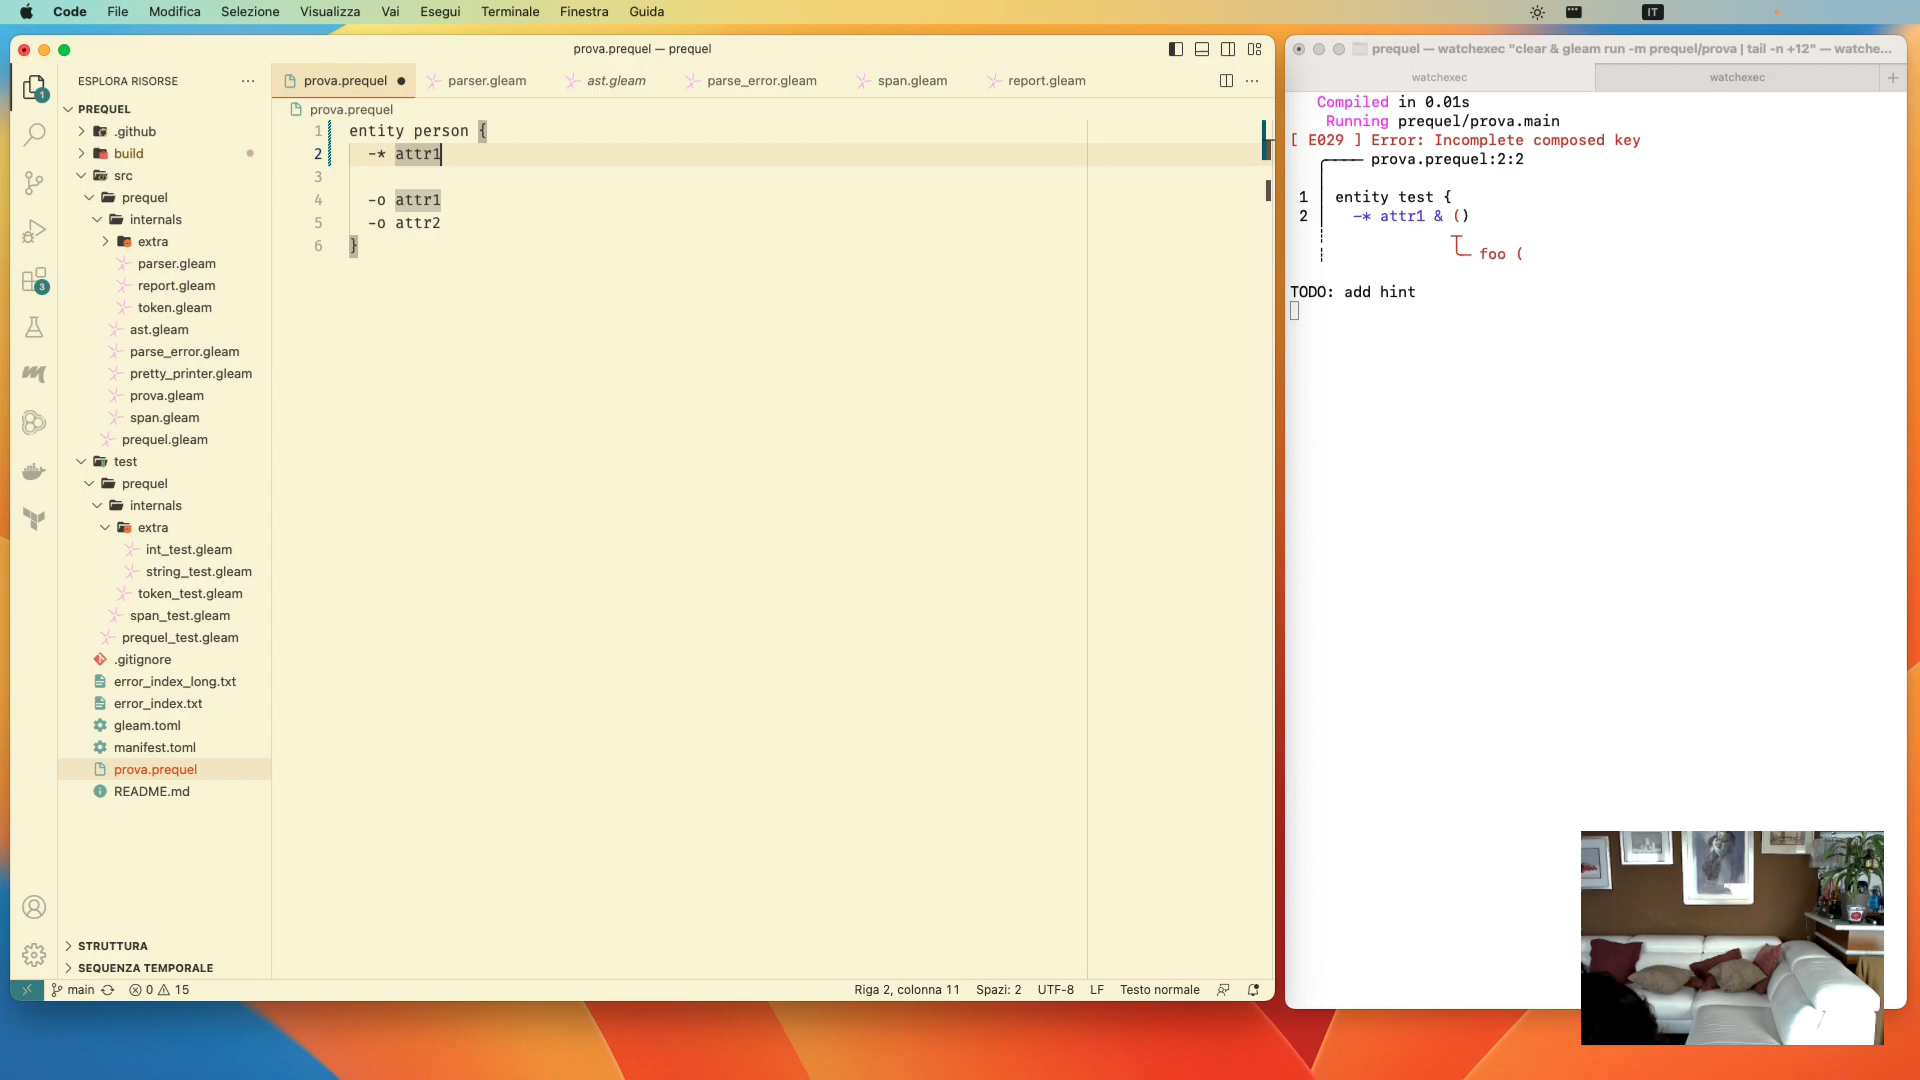 Code File Modifica Selezione Visualizza Vai Esegui Terminale Finestra Guida IT
prova.prequel — prequel
ESPLORA RISORSE
PREQUEL
.github
build
src
prequel
internals
extra
parser.gleam
report.gleam
token.gleam
ast.gleam
parse_error.gleam
pretty_printer.gleam
prova.gleam
span.gleam
prequel.gleam
test
prequel
internals
extra
int_test.gleam
string_test.gleam
token_test.gleam
span_test.gleam
prequel_test.gleam
.gitignore
error_index_long.txt
error_index.txt
gleam.toml
manifest.toml
prova.prequel
README.md
STRUTTURA
SEQUENZA TEMPORALE
1
3
prova.prequel parser.gleam ast.gleam parse_error.gleam span.gleam report.gleam
prova.prequel
1 entity person {
2 -* attr1
3
4 -o attr1
5 -o attr2
6 }
main 0 15 Riga 2, colonna 11 Spazi: 2 UTF-8 LF Testo normale
prequel — watchexec "clear & gleam run -m prequel/prova | tail -n +12" — watche...
watchexec watchexec
Compiled in 0.01s
Running prequel/prova.main
[ E029 ] Error: Incomplete composed key
prova.prequel:2:2
1 entity test {
2 -* attr1 & ()
foo (
TODO: add hint